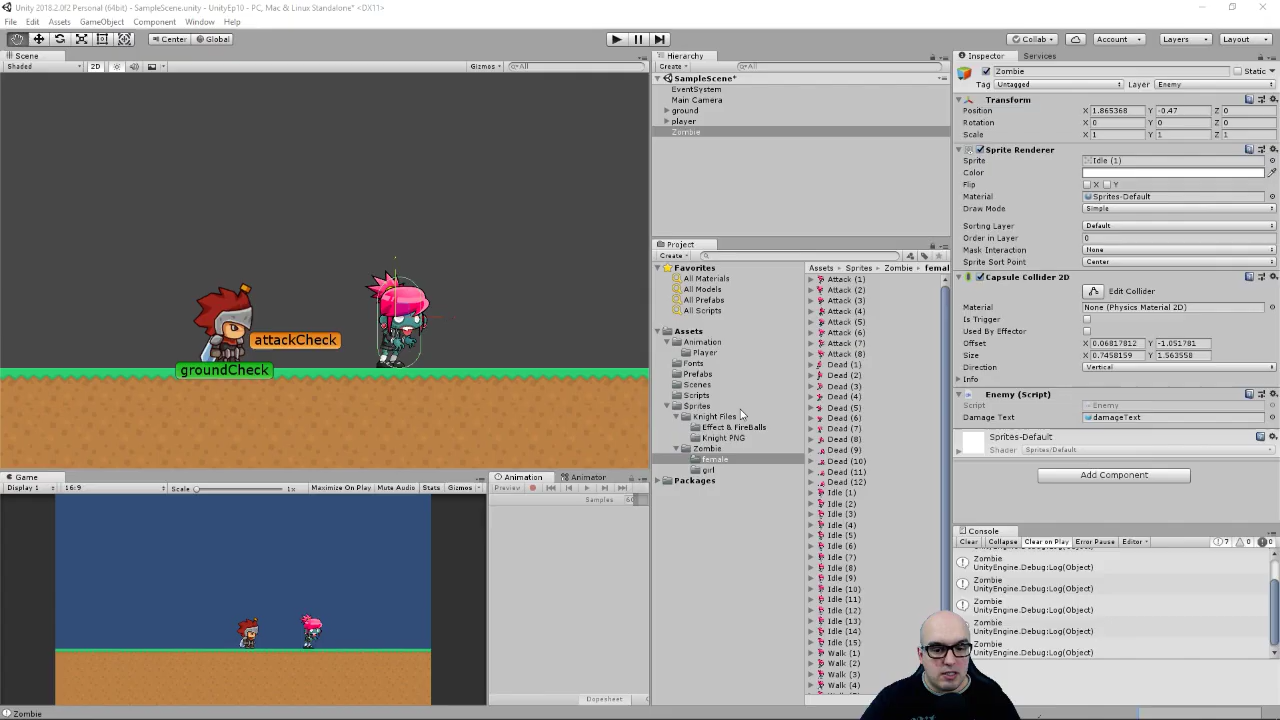 Unity 2018.2.0f2 Personal (64bit) - SampleScene.unity - UnityEp10 - PC, Mac & Linux Standalone* <DX11>
File Edit Assets GameObject Component Window Help
Center Global Collab Account Layers Layout
Scene
Shaded 2D Gizmos All
attackCheck
groundCheck
Hierarchy
Create All
SampleScene*
EventSystem
Main Camera
ground
player
Zombie
Project
Create
Favorites
All Materials
All Models
All Prefabs
All Scripts
Assets
Animation
Player
Fonts
Prefabs
Scenes
Scripts
Sprites
Knight Files
Effect & FireBalls
Knight PNG
Zombie
female
girl
Packages
Assets Sprites Zombie femal
Attack (1)
Attack (2)
Attack (3)
Attack (4)
Attack (5)
Attack (6)
Attack (7)
Attack (8)
Dead (1)
Dead (2)
Dead (3)
Dead (4)
Dead (5)
Dead (6)
Dead (7)
Dead (8)
Dead (9)
Dead (10)
Dead (11)
Dead (12)
Idle (1)
Idle (2)
Idle (3)
Idle (4)
Idle (5)
Idle (6)
Idle (7)
Idle (8)
Idle (9)
Idle (10)
Idle (11)
Idle (12)
Idle (13)
Idle (14)
Idle (15)
Walk (1)
Walk (2)
Walk (3)
Walk (4)
Inspector Services
Zombie Static
Tag Untagged Layer Enemy
Transform
Position X 1.865368 Y -0.47 Z 0
Rotation X 0 Y 0 Z 0
Scale X 1 Y 1 Z 1
Sprite Renderer
Sprite Idle (1)
Color
Flip X Y
Material Sprites-Default
Draw Mode Simple
Sorting Layer Default
Order in Layer 0
Mask Interaction None
Sprite Sort Point Center
Capsule Collider 2D
Edit Collider
Material None (Physics Material 2D)
Is Trigger
Used By Effector
Offset X 0.06817812 Y -1.051781
Size X 0.7458159 Y 1.563558
Direction Vertical
Info
Enemy (Script)
Script Enemy
Damage Text damageText
Sprites-Default
Shader Sprites/Default
Add Component
Game
Display 1 16:9 Scale 1x Maximize On Play Mute Audio Stats Gizmos
Animation Animator
Preview
Samples 60
Dopesheet
Console
Clear Collapse Clear on Play Error Pause Editor 7 0 0
UnityEngine.Debug:Log(Object)
Zombie
UnityEngine.Debug:Log(Object)
Zombie
UnityEngine.Debug:Log(Object)
Zombie
UnityEngine.Debug:Log(Object)
Zombie
UnityEngine.Debug:Log(Object)
Zombie
UnityEngine.Debug:Log(Object)
Zombie